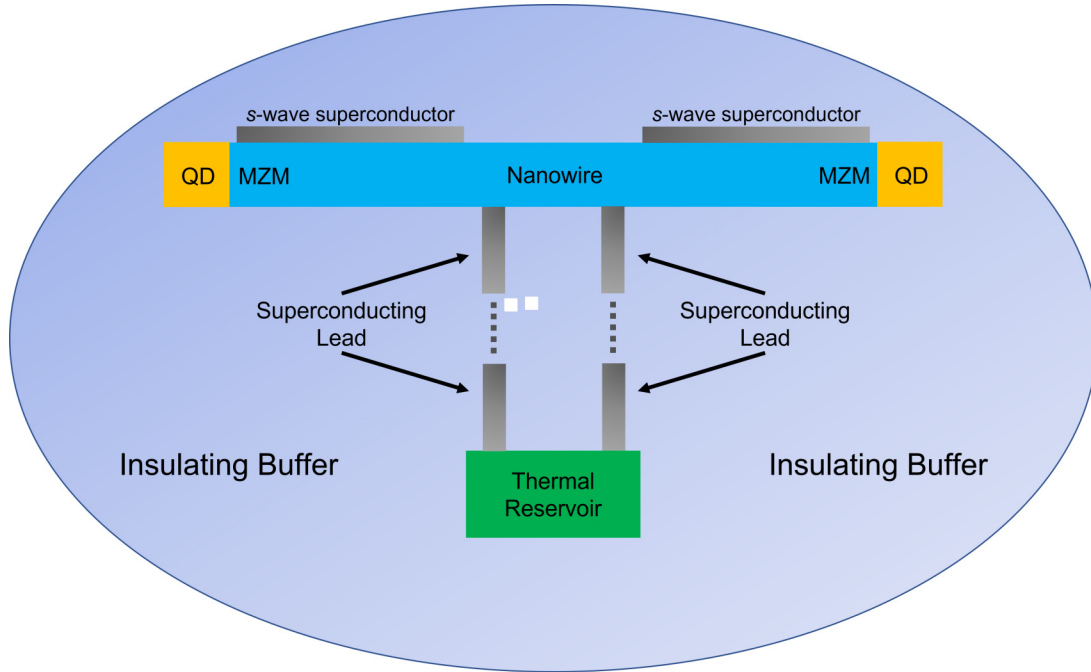 s-wave superconductor
s-wave superconductor
QD
MZM
Nanowire
MZM
QD
Superconducting
Lead
Superconducting
Lead
Insulating Buffer
Insulating Buffer
Thermal
Reservoir